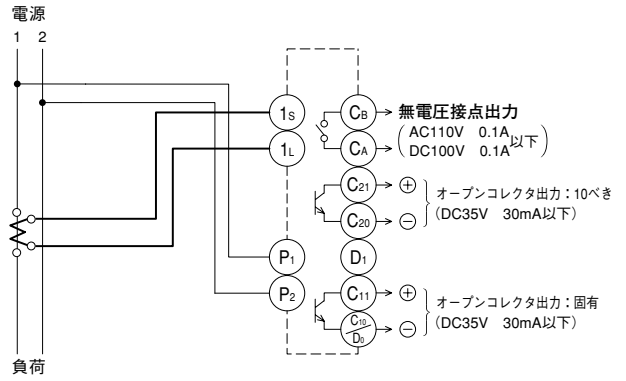 電源
1 2
1S CB 無電圧接点出力
(AC110V 0.1A
DC100V 0.1A 以下)
1L CA
C21 ⊕ オープンコレクタ出力:10べき
C20 ⊖ (DC35V 30mA以下)
P1 D1
P2 C11 ⊕ オープンコレクタ出力:固有
C10/D0 ⊖ (DC35V 30mA以下)
負荷